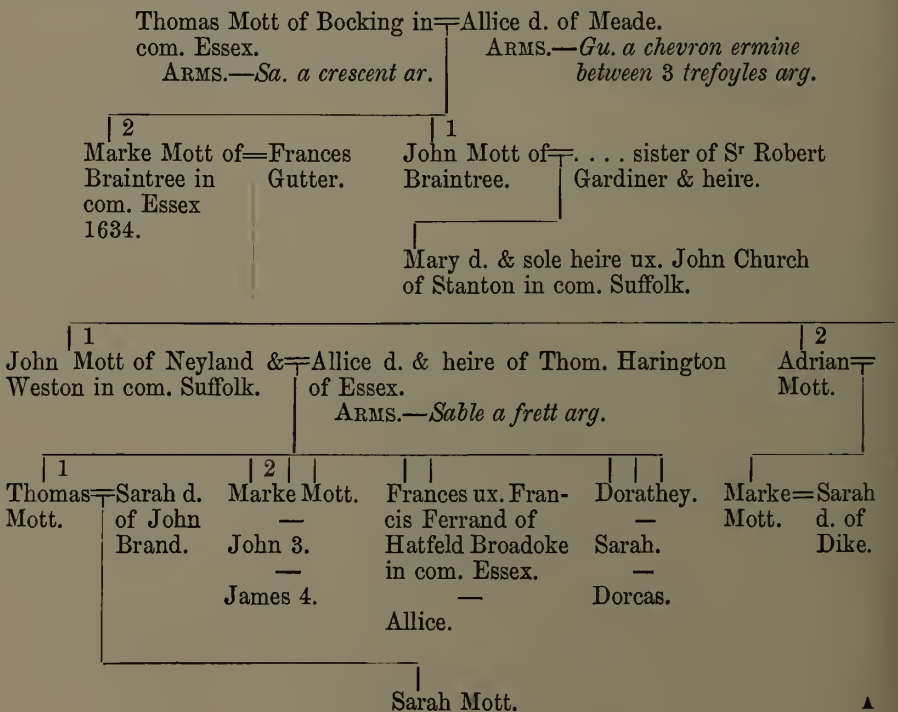 Thomas Mott of Bocking in=Allice d. of Meade.
com. Essex. ARMS.—Gu. a chevron ermine
ARMS.—Sa. a crescent ar. between 3 trefoyles arg.
2 1
Marke Mott of=Frances John Mott of=. . . . sister of Sr Robert
Braintree in Gutter. Braintree. Gardiner & heire.
com. Essex
1634.
Mary d. & sole heire ux. John Church
of Stanton in com. Suffolk.
1 2
John Mott of Neyland &=Allice d. & heire of Thom. Harington Adrian=
Weston in com. Suffolk. of Essex. Mott.
ARMS.—Sable a frett arg.
1 2
Thomas=Sarah d. Marke Mott. Frances ux. Fran- Dorathey. Marke=Sarah
Mott. of John — cis Ferrand of — Mott. d. of
Brand. John 3. Hatfeld Broadoke Sarah. Dike.
— in com. Essex. —
James 4. — Dorcas.
Allice.
Sarah Mott.